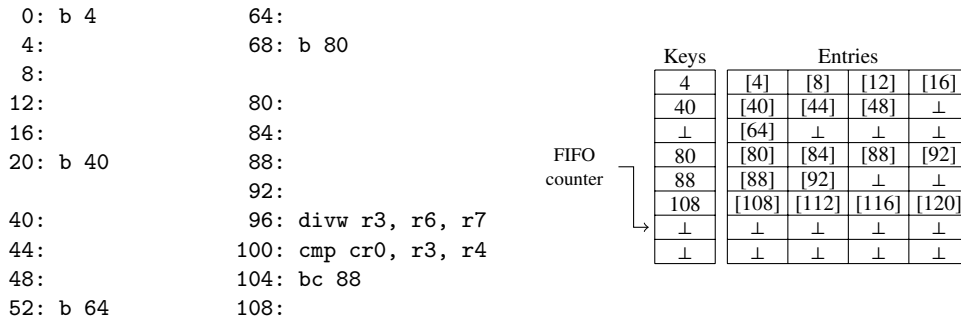 0: b 4
4:
8:
12:
16:
20: b 40
40:
44:
48:
52: b 64
64:
68: b 80
80:
84:
88:
92:
96: divw r3, r6, r7
100: cmp cr0, r3, r4
104: bc 88
108:
FIFO
counter
Keys Entries
4 [4] [8] [12] [16]
40 [40] [44] [48] ⊥
⊥ [64] ⊥ ⊥ ⊥
80 [80] [84] [88] [92]
88 [88] [92] ⊥ ⊥
108 [108] [112] [116] [120]
⊥ ⊥ ⊥ ⊥ ⊥
⊥ ⊥ ⊥ ⊥ ⊥